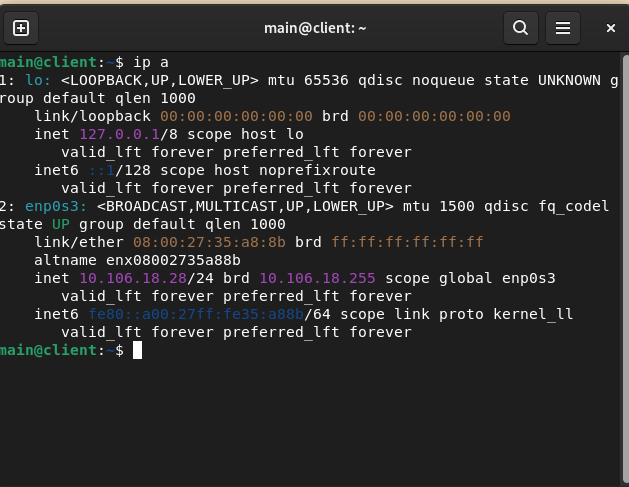 main@client: ~
main@client:~$ ip a
1: lo: <LOOPBACK,UP,LOWER_UP> mtu 65536 qdisc noqueue state UNKNOWN g
roup default qlen 1000
    link/loopback 00:00:00:00:00:00 brd 00:00:00:00:00:00
    inet 127.0.0.1/8 scope host lo
       valid_lft forever preferred_lft forever
    inet6 ::1/128 scope host noprefixroute
       valid_lft forever preferred_lft forever
2: enp0s3: <BROADCAST,MULTICAST,UP,LOWER_UP> mtu 1500 qdisc fq_codel
state UP group default qlen 1000
    link/ether 08:00:27:35:a8:8b brd ff:ff:ff:ff:ff:ff
    altname enx08002735a88b
    inet 10.106.18.28/24 brd 10.106.18.255 scope global enp0s3
       valid_lft forever preferred_lft forever
    inet6 fe80::a00:27ff:fe35:a88b/64 scope link proto kernel_ll
       valid_lft forever preferred_lft forever
main@client:~$